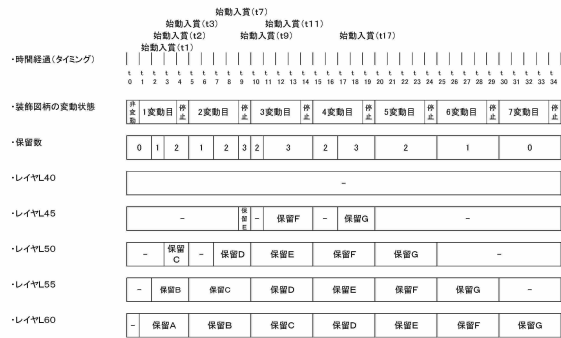 始動入賞(t7)
始動入賞(t3) 始動入賞(t11)
始動入賞(t2) 始動入賞(t9) 始動入賞(t17)
始動入賞(t1)
・時間経過(タイミング)
t t t t t t t t t t t t t t t t t t t t t t t t t t t t t t t t t t t
0 1 2 3 4 5 6 7 8 9 10 11 12 13 14 15 16 17 18 19 20 21 22 23 24 25 26 27 28 29 30 31 32 33 34
・装飾図柄の変動状態 非変動 1変動目 停止 2変動目 停止 3変動目 停止 4変動目 停止 5変動目 停止 6変動目 停止 7変動目 停止
・保留数 0 1 2 1 2 3 2 3 2 3 2 1 0
・レイヤL40 -
・レイヤL45 - 保留E - 保留F - 保留G -
・レイヤL50 - 保留C - 保留D 保留E 保留F 保留G -
・レイヤL55 - 保留B 保留C 保留D 保留E 保留F 保留G -
・レイヤL60 - 保留A 保留B 保留C 保留D 保留E 保留F 保留G